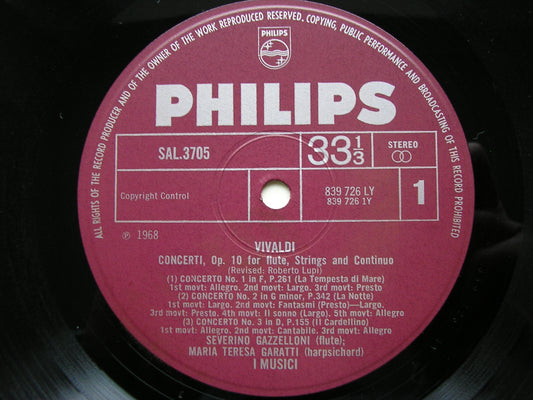 ALL RIGHTS OF THE RECORD PRODUCER AND OF THE OWNER OF THE WORK REPRODUCED RESERVED. COPYING, PUBLIC PERFORMANCE AND BROADCASTING OF THIS RECORD PROHIBITED
PHILIPS
PHILIPS
SAL.3705
33⅓
STEREO
Copyright Control
839 726 LY
839 726 1Y
1
℗ 1968
VIVALDI
CONCERTI, Op. 10 for flute, Strings and Continuo
(Revised: Roberto Lupi)
(1) CONCERTO No. 1 in F, P.261 (La Tempesta di Mare)
1st movt: Allegro. 2nd movt: Largo. 3rd movt: Presto
(2) CONCERTO No. 2 in G minor, P.342 (La Notte)
1st movt: Largo. 2nd movt: Fantasmi (Presto)—Largo.
3rd movt: Presto. 4th movt: Il sonno (Largo). 5th movt: Allegro
(3) CONCERTO No. 3 in D, P.155 (Il Cardellino)
1st movt: Allegro. 2nd movt: Cantabile. 3rd movt: Allegro
SEVERINO GAZZELLONI (flute);
MARIA TERESA GARATTI (harpsichord)
I MUSICI